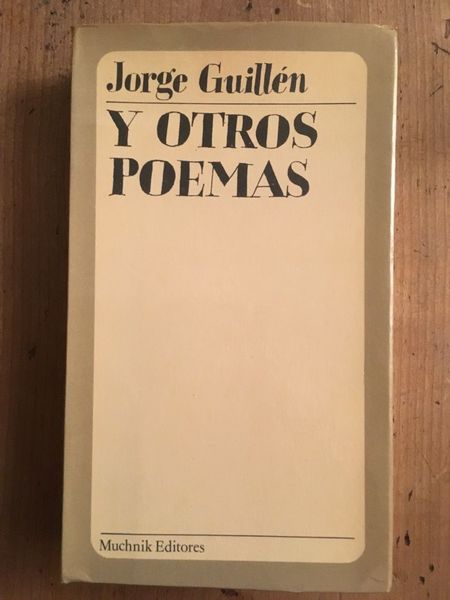 Jorge Guillén
Y OTROS
POEMAS
Muchnik Editores